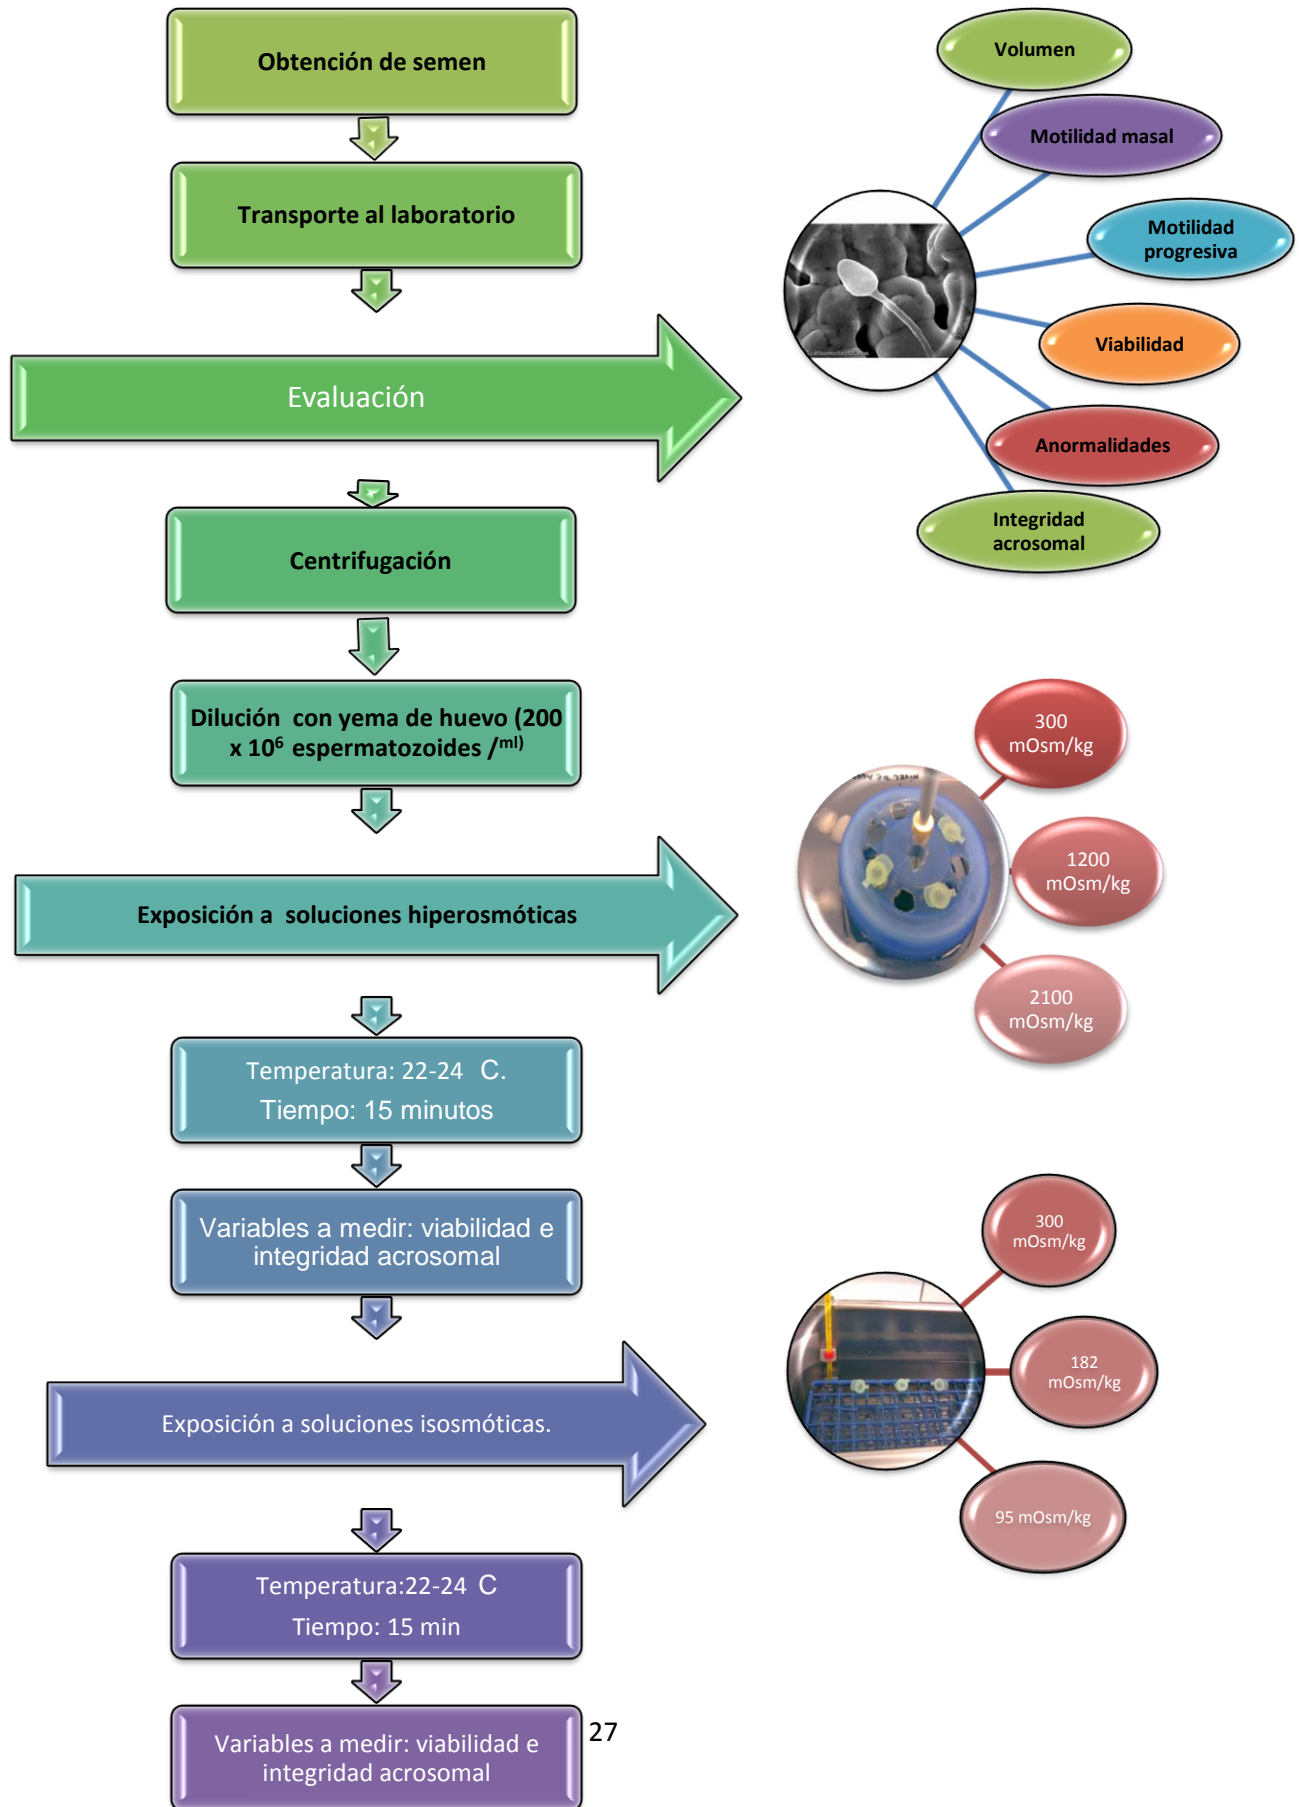 Obtención de semen
Transporte al laboratorio
Evaluación
Volumen
Motilidad masal
Motilidad
progresiva
Viabilidad
Anormalidades
Integridad
acrosomal
Centrifugación
Dilución con yema de huevo (200
x 10⁶ espermatozoides /ᵐˡ⁾
Exposición a soluciones hiperosmóticas
300
mOsm/kg
1200
mOsm/kg
2100
mOsm/kg
Temperatura: 22-24 C.
Tiempo: 15 minutos
Variables a medir: viabilidad e
integridad acrosomal
Exposición a soluciones isosmóticas.
300
mOsm/kg
182
mOsm/kg
95 mOsm/kg
Temperatura:22-24 C
Tiempo: 15 min
Variables a medir: viabilidad e
integridad acrosomal
27